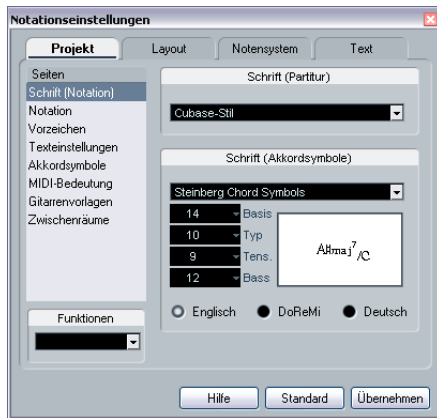 Notationseinstellungen
Projekt Layout Notensystem Text
Seiten
Schrift (Notation)
Notation
Vorzeichen
Texteinstellungen
Akkordsymbole
MIDI-Bedeutung
Gitarrenvorlagen
Zwischenräume
Funktionen
Schrift (Partitur)
Cubase-Stil
Schrift (Akkordsymbole)
Steinberg Chord Symbols
14 Basis
10 Typ
9 Tens.
12 Bass
A#maj7/C
Englisch DoReMi Deutsch
Hilfe Standard Übernehmen